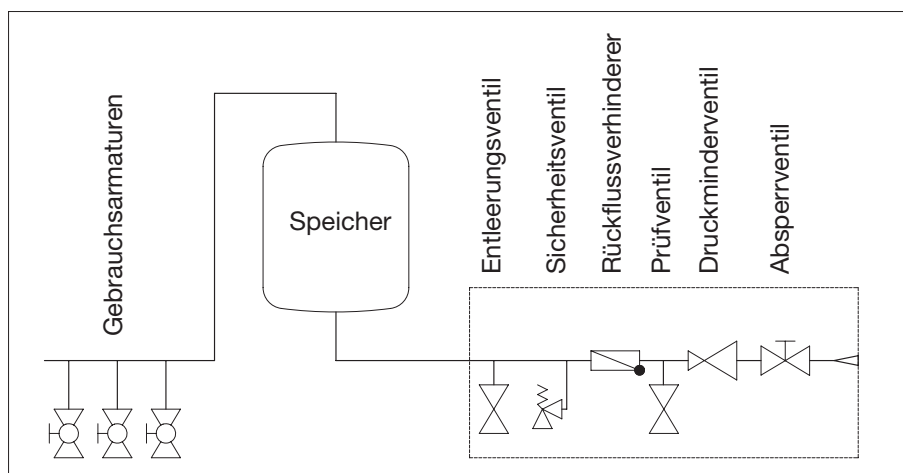 Gebrauchsarmaturen
Speicher
Entleerungsventil
Sicherheitsventil
Rückflussverhinderer
Prüfventil
Druckminderventil
Absperrventil